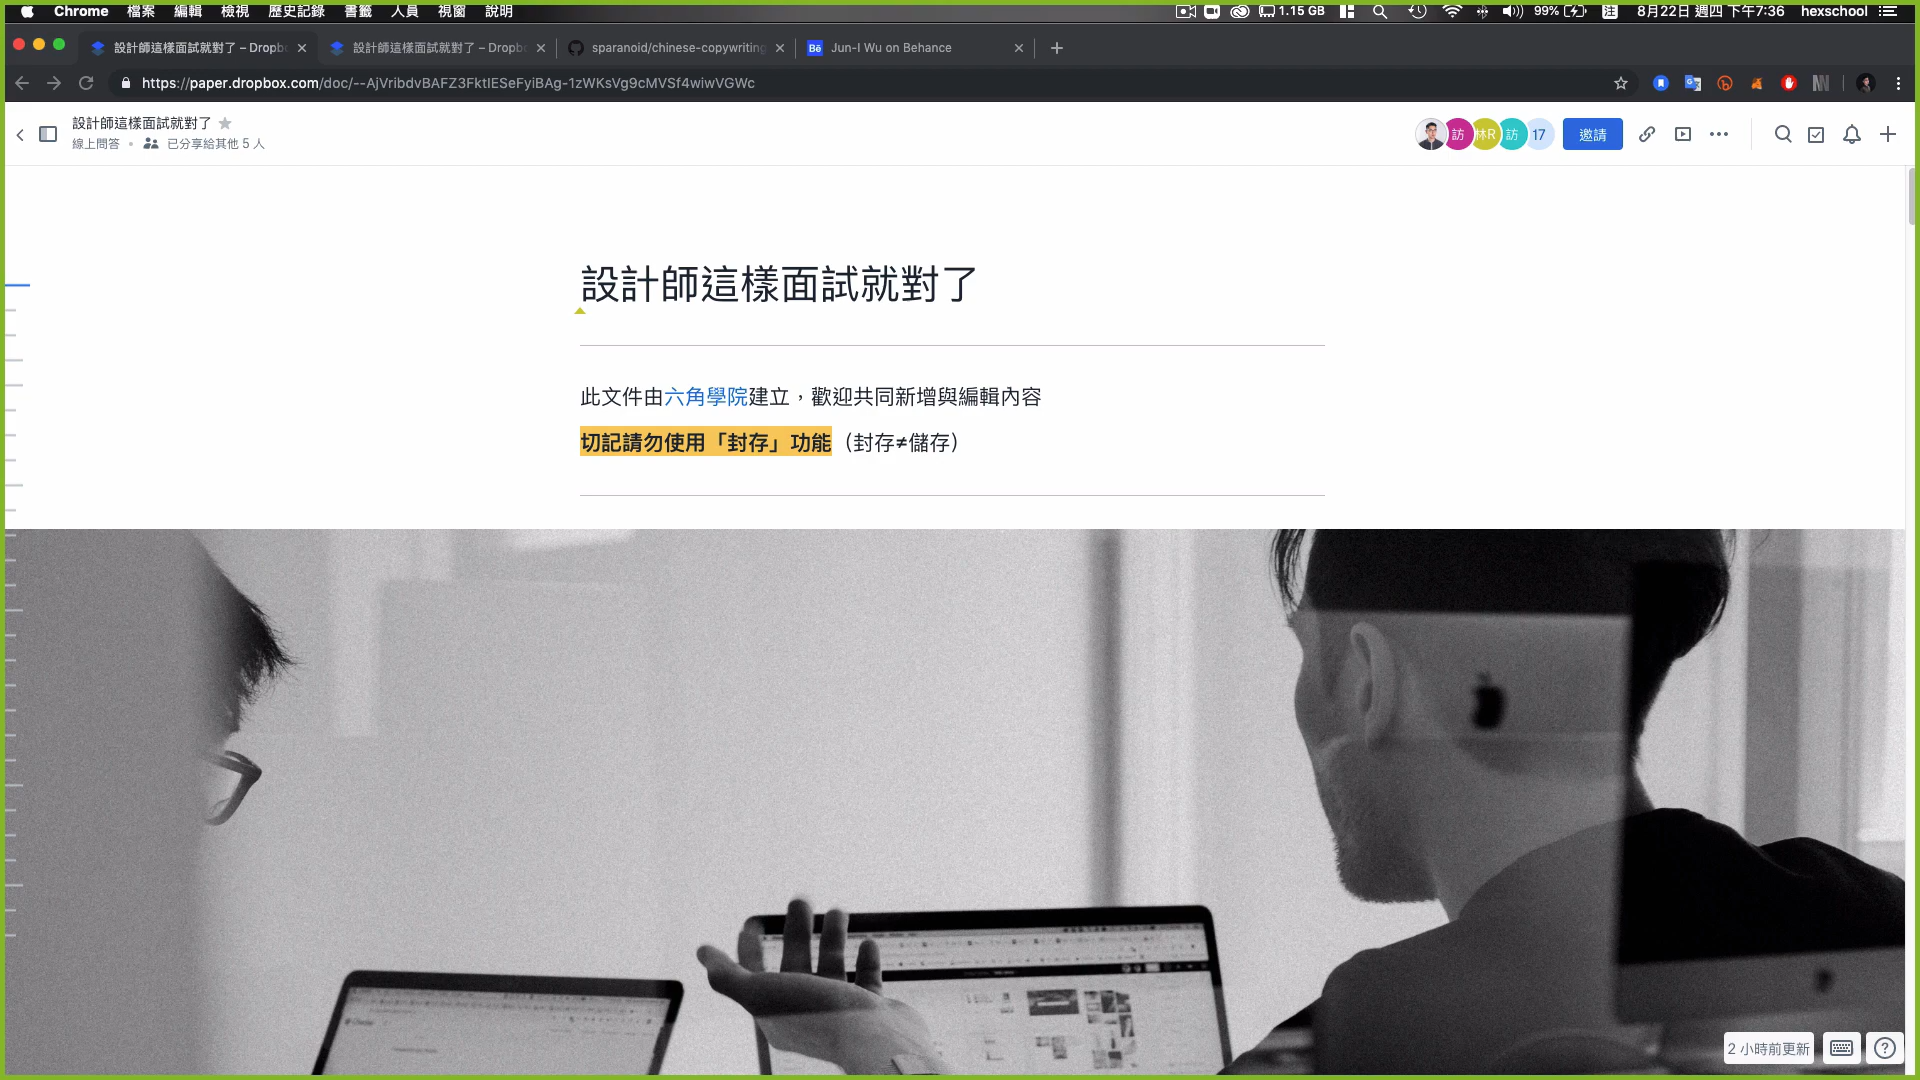 Chrome 檔案 編輯 檢視 歷史記錄 書籤 人員 視窗 說明 1.15 GB 99% 注 8月22日 週四 下午7:36 hexschool
設計師這樣面試就對了 – Dropb 設計師這樣面試就對了 – Dropb sparanoid/chinese-copywriting Bē Jun-I Wu on Behance
https://paper.dropbox.com/doc/--AjVribdvBAFZ3FktIESeFyiBAg-1zWKsVg9cMVSf4wiwVGWc
設計師這樣面試就對了
線上問答 • 已分享給其他 5 人
訪 林R 訪 17 邀請
設計師這樣面試就對了
此文件由六角學院建立，歡迎共同新增與編輯內容
切記請勿使用「封存」功能（封存≠儲存）
2 小時前更新